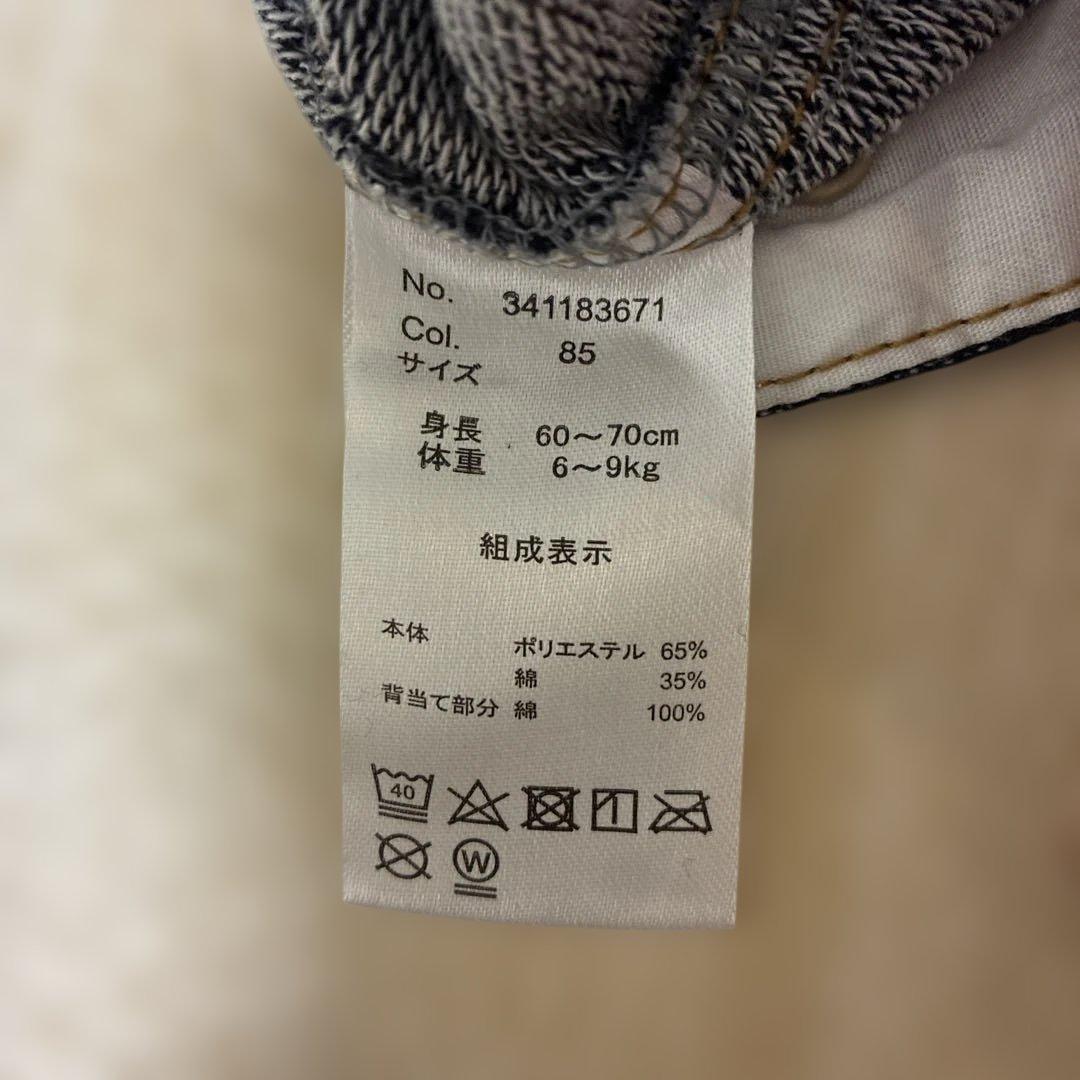 No. 341183671
Col. 85
サイズ
身長 60〜70cm
体重 6〜9kg
組成表示
本体 ポリエステル 65%
綿 35%
背当て部分 綿 100%
40
W